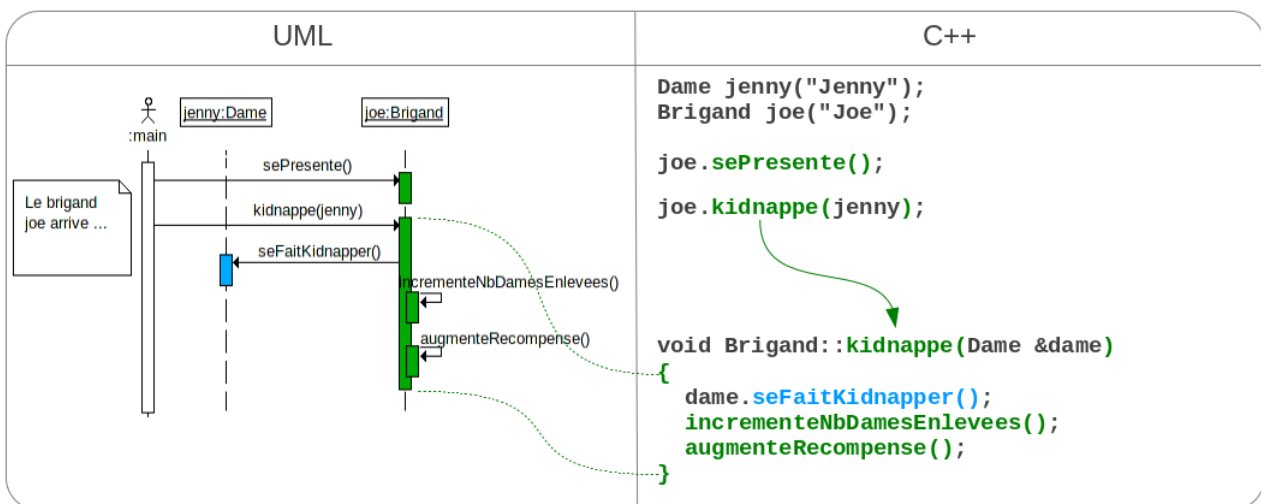 UML
C++
:main
jenny:Dame
joe:Brigand
Le brigand
joe arrive ...
sePresente()
kidnappe(jenny)
seFaitKidnapper()
incrementeNbDamesEnlevees()
augmenteRecompense()
Dame jenny("Jenny");
Brigand joe("Joe");
joe.sePresente();
joe.kidnappe(jenny);
void Brigand::kidnappe(Dame &dame)
{
dame.seFaitKidnapper();
incrementeNbDamesEnlevees();
augmenteRecompense();
}